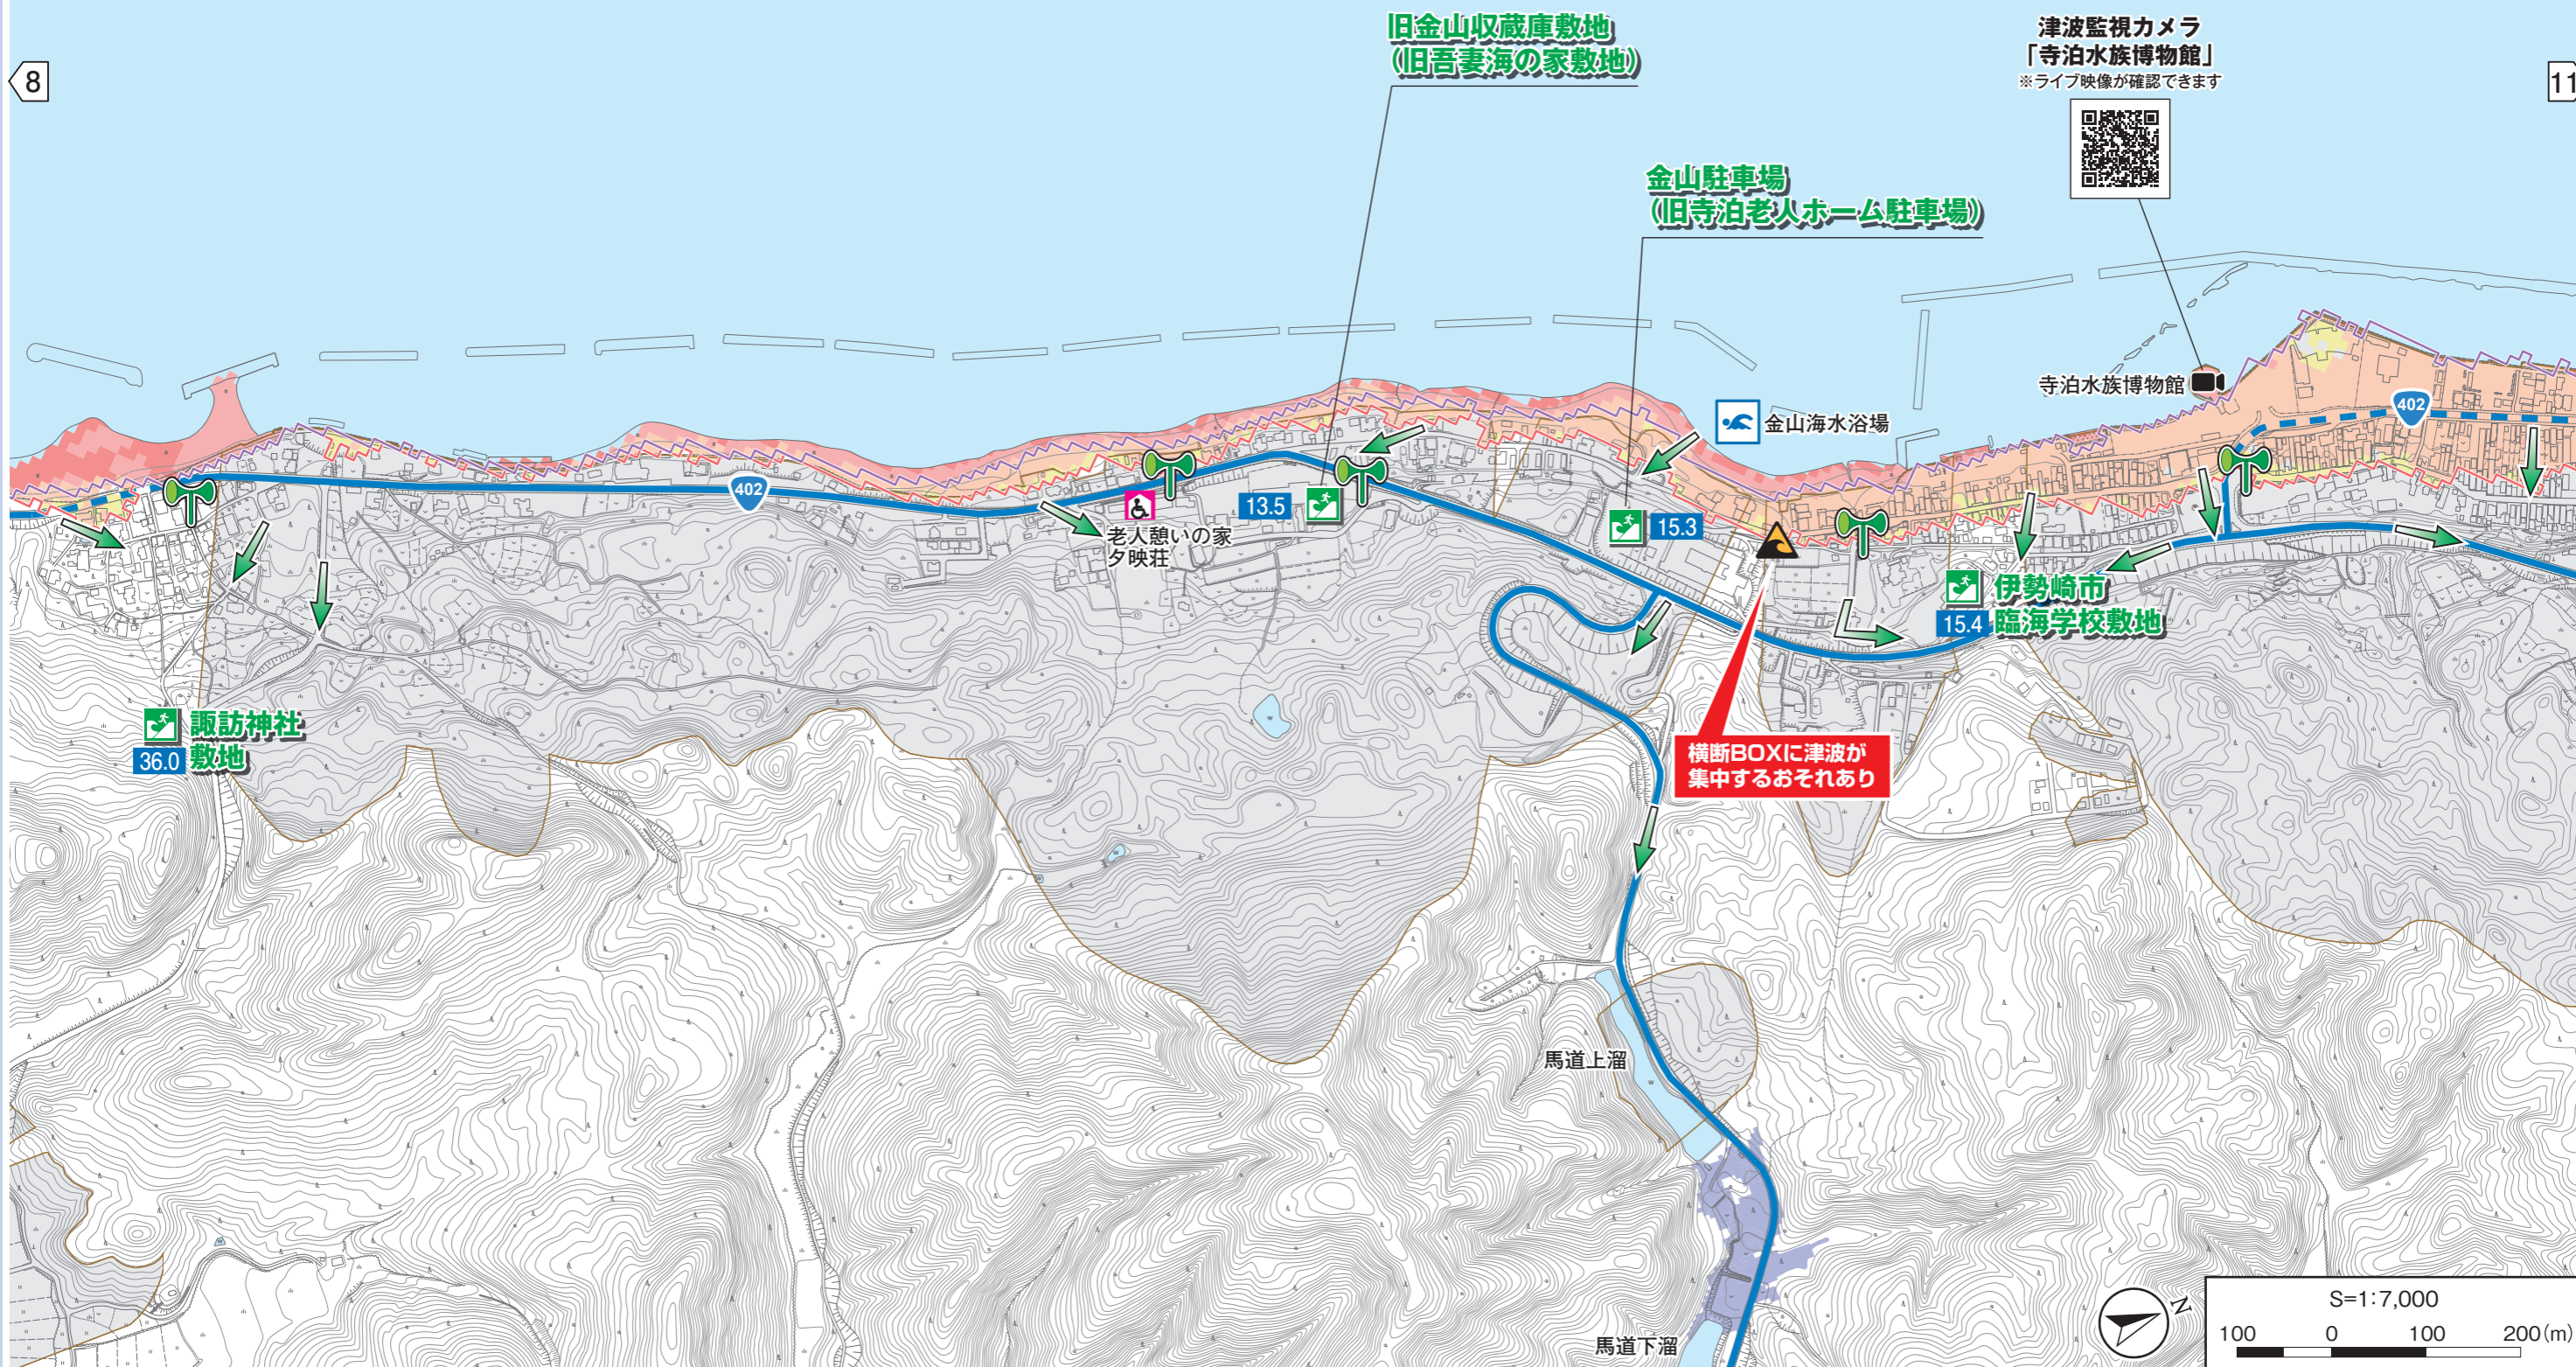 8
旧金山収蔵庫敷地
（旧吾妻海の家敷地）
津波監視カメラ
「寺泊水族博物館」
※ライブ映像が確認できます
11
金山駐車場
（旧寺泊老人ホーム駐車場）
寺泊水族博物館
402
金山海水浴場
402
13.5
15.3
老人憩いの家
夕映荘
伊勢崎市
臨海学校敷地
15.4
諏訪神社
敷地
36.0
横断BOXに津波が
集中するおそれあり
馬道上溜
馬道下溜
N
S=1:7,000
100 0 100 200(m)